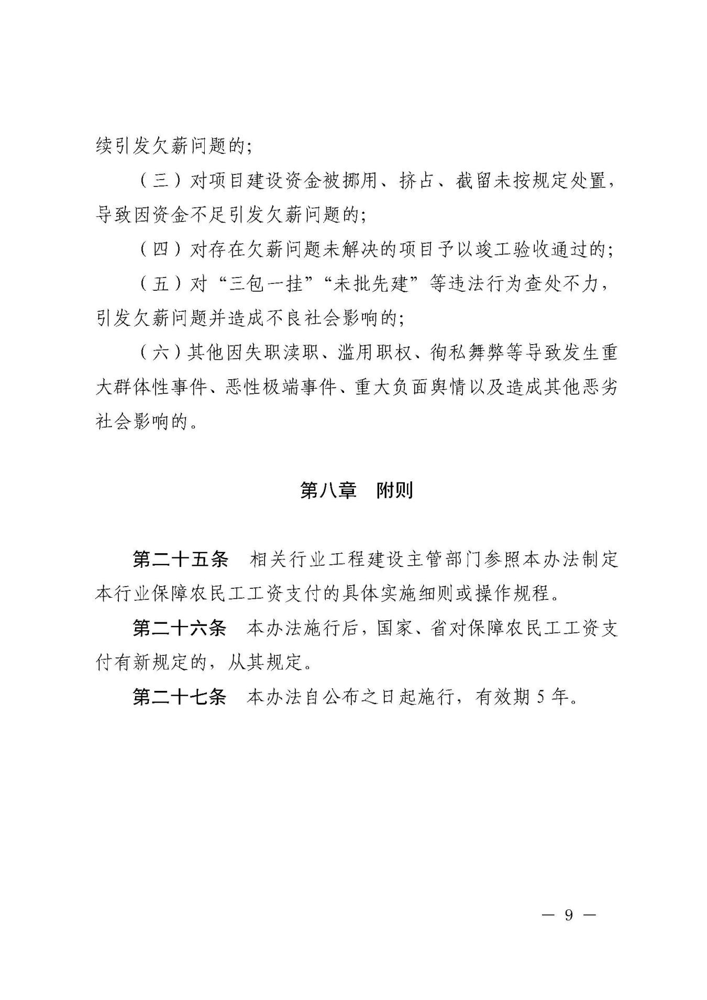 续引发欠薪问题的；
（三）对项目建设资金被挪用、挤占、截留未按规定处置，
导致因资金不足引发欠薪问题的；
（四）对存在欠薪问题未解决的项目予以竣工验收通过的；
（五）对“三包一挂”“未批先建”等违法行为查处不力，
引发欠薪问题并造成不良社会影响的；
（六）其他因失职渎职、滥用职权、徇私舞弊等导致发生重
大群体性事件、恶性极端事件、重大负面舆情以及造成其他恶劣
社会影响的。
第八章　附则
第二十五条　相关行业工程建设主管部门参照本办法制定
本行业保障农民工工资支付的具体实施细则或操作规程。
第二十六条　本办法施行后，国家、省对保障农民工工资支
付有新规定的，从其规定。
第二十七条　本办法自公布之日起施行，有效期 5 年。
— 9 —